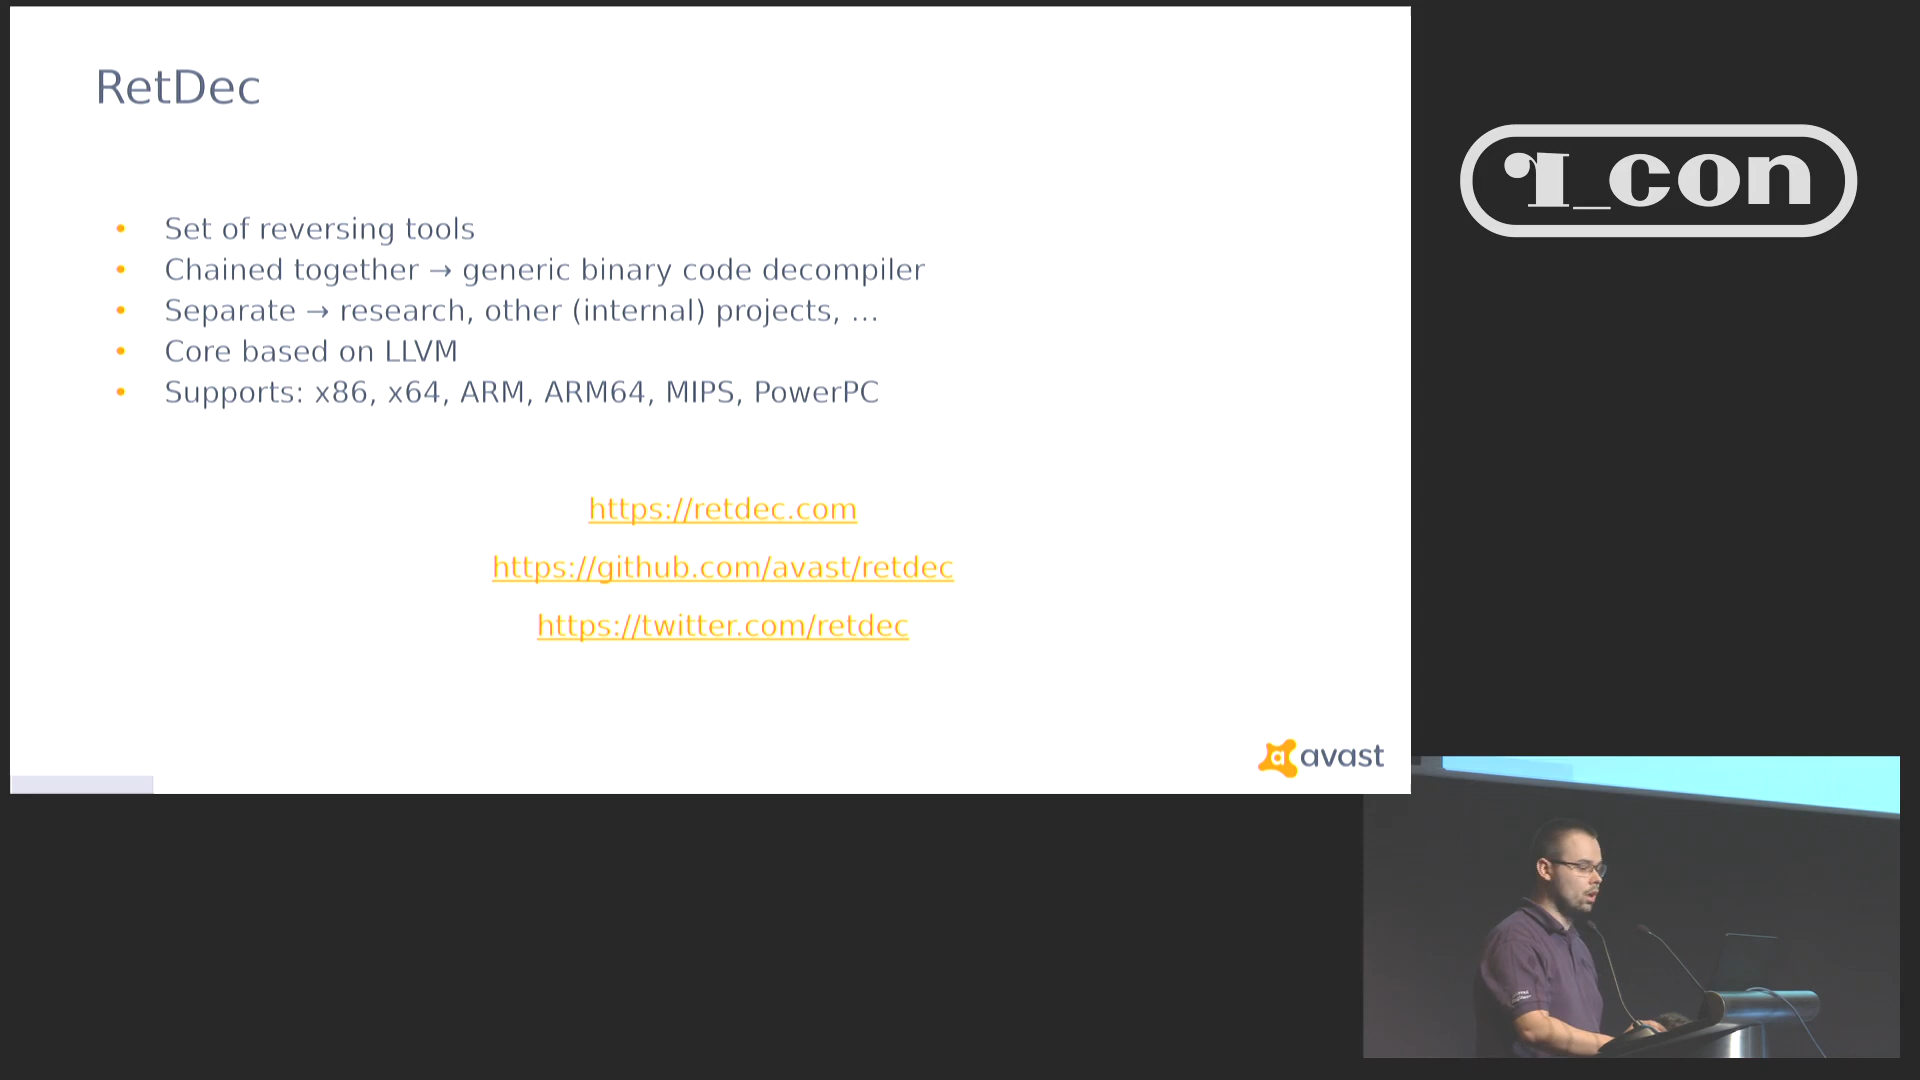 RetDec
• Set of reversing tools
• Chained together → generic binary code decompiler
• Separate → research, other (internal) projects, ...
• Core based on LLVM
• Supports: x86, x64, ARM, ARM64, MIPS, PowerPC
https://retdec.com
https://github.com/avast/retdec
https://twitter.com/retdec
a avast
r_con